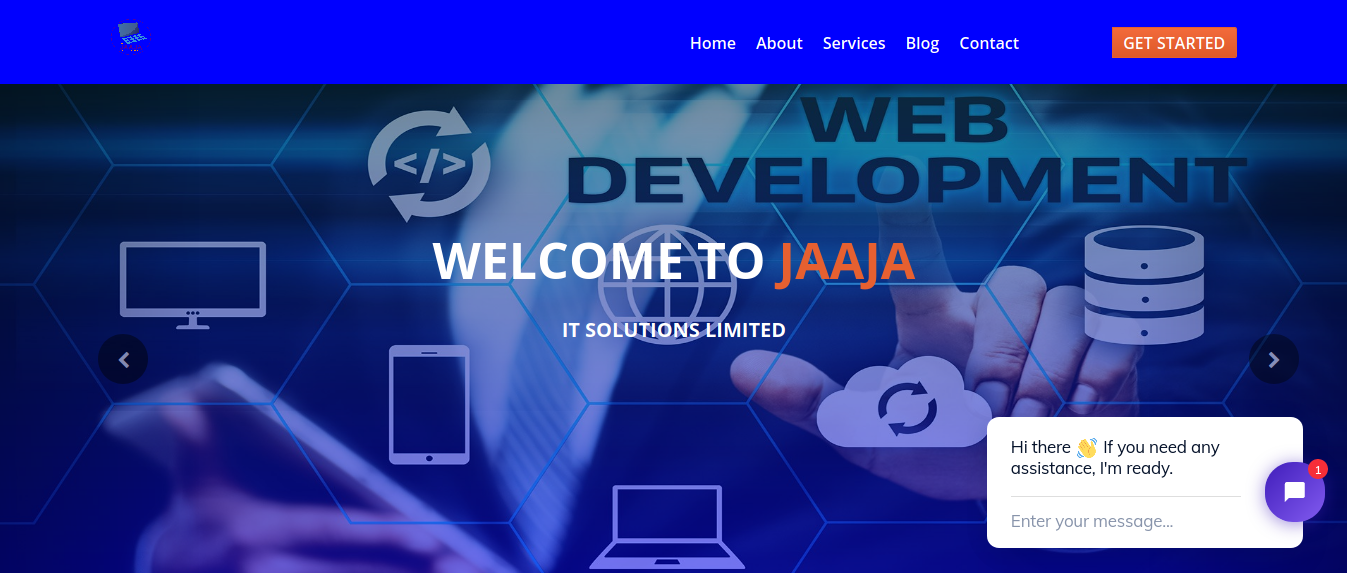 Home About Services Blog Contact GET STARTED
WEB
DEVELOPMENT
</>
WELCOME TO JAAJA
IT SOLUTIONS LIMITED
Hi there 👋 If you need any
assistance, I'm ready.
1
Enter your message...